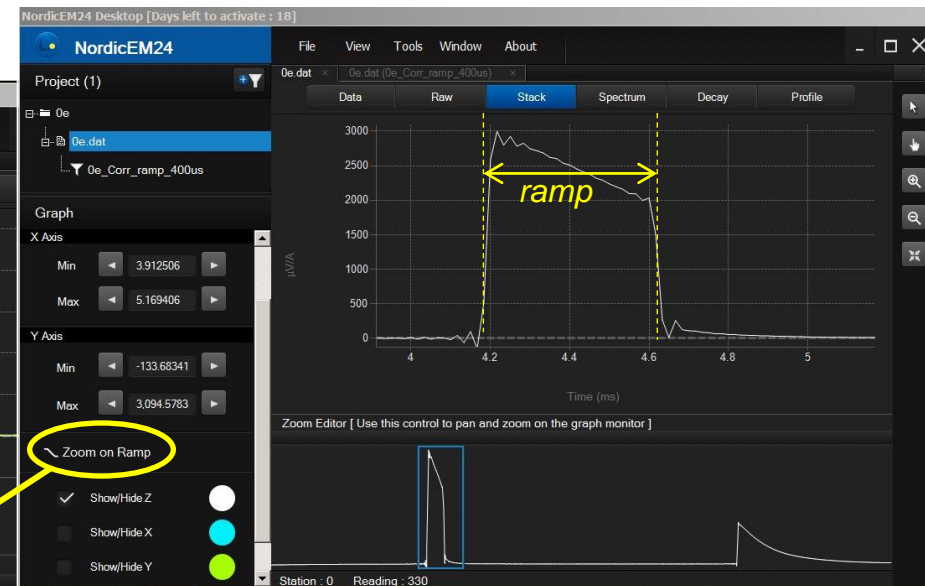 NordicEM24 Desktop [Days left to activate : 18]
NordicEM24
File View Tools Window About
Project (1)
0e.dat × 0e.dat (0e_Corr_ramp_400us) ×
Data Raw Stack Spectrum Decay Profile
0e
0e.dat
0e_Corr_ramp_400us
Graph
X Axis
Min 3.912506
Max 5.169406
Y Axis
Min -133.68341
Max 3,094.5783
Zoom on Ramp
Show/Hide Z
Show/Hide X
Show/Hide Y
3000
2500
2000
1500
1000
500
0
µV/A
ramp
4 4.2 4.4 4.6 4.8 5
Time (ms)
Zoom Editor [ Use this control to pan and zoom on the graph monitor ]
Station : 0 Reading : 330